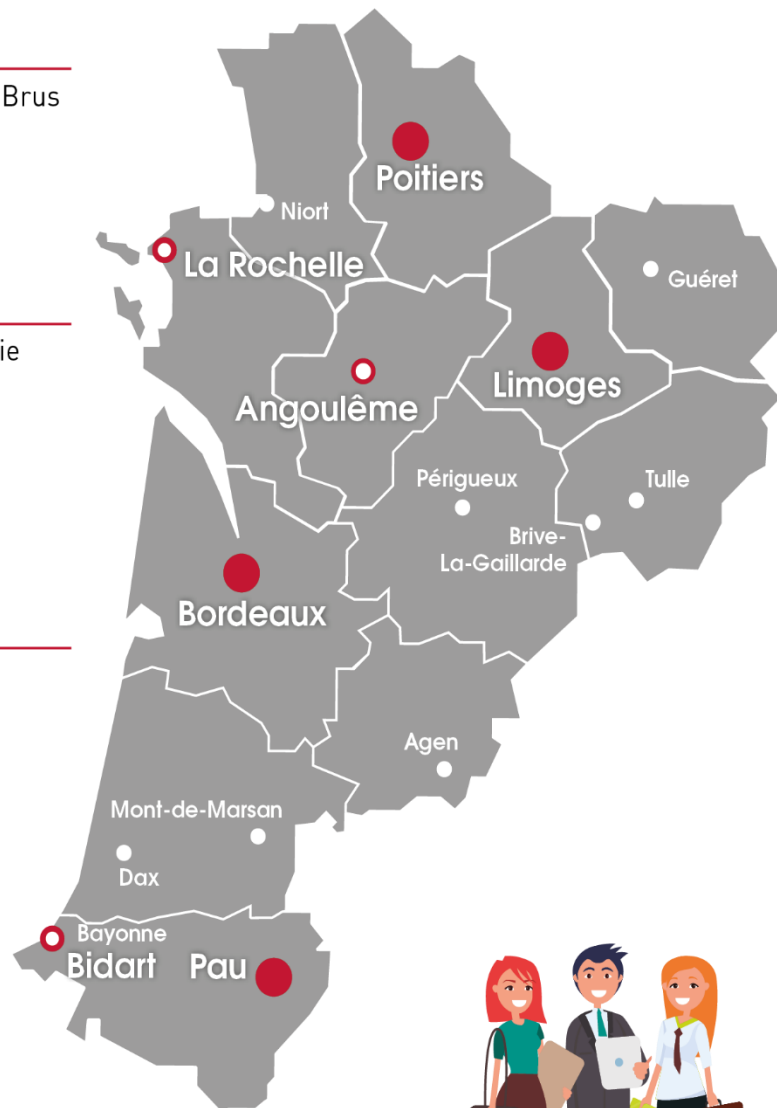 Brus
Poitiers
Niort
La Rochelle
Guéret
ie
Limoges
Angoulême
Périgueux
Tulle
Brive-
La-Gaillarde
Bordeaux
Agen
Mont-de-Marsan
Dax
Bayonne
Bidart
Pau